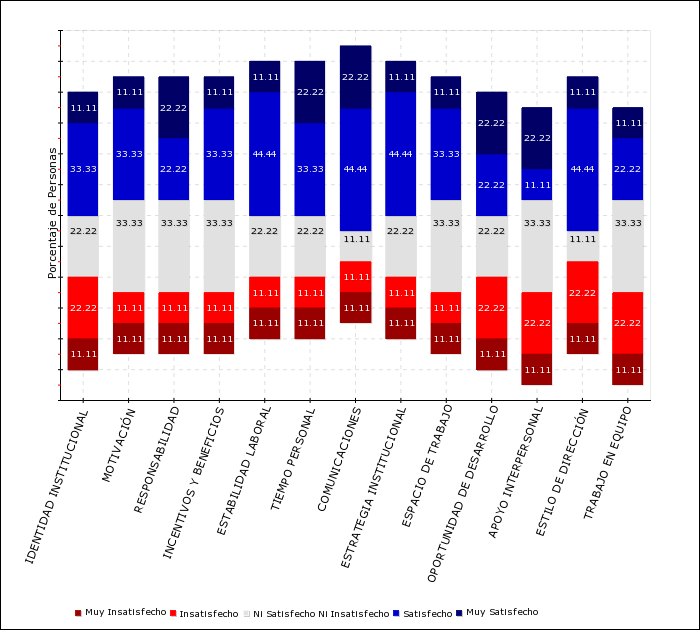 Porcentaje de Personas
11.11 33.33 22.22 22.22 11.11
11.11 33.33 33.33 11.11 11.11
22.22 22.22 33.33 11.11 11.11
11.11 33.33 33.33 11.11 11.11
11.11 44.44 22.22 11.11 11.11
22.22 33.33 22.22 11.11 11.11
22.22 44.44 11.11 11.11 11.11
11.11 44.44 22.22 11.11 11.11
11.11 33.33 33.33 11.11 11.11
22.22 22.22 22.22 22.22 11.11
22.22 11.11 33.33 22.22 11.11
11.11 44.44 11.11 22.22 11.11
11.11 22.22 33.33 22.22 11.11
IDENTIDAD INSTITUCIONAL
MOTIVACIÓN
RESPONSABILIDAD
INCENTIVOS Y BENEFICIOS
ESTABILIDAD LABORAL
TIEMPO PERSONAL
COMUNICACIONES
ESTRATEGIA INSTITUCIONAL
ESPACIO DE TRABAJO
OPORTUNIDAD DE DESARROLLO
APOYO INTERPERSONAL
ESTILO DE DIRECCIÓN
TRABAJO EN EQUIPO
Muy Insatisfecho Insatisfecho Ni Satisfecho Ni Insatisfecho Satisfecho Muy Satisfecho